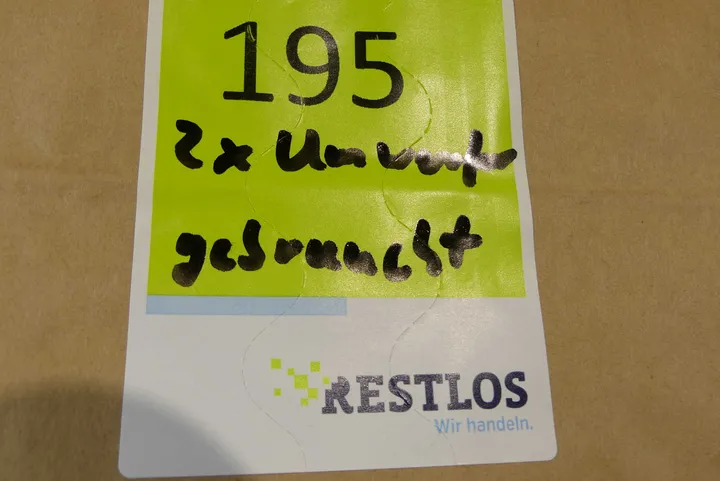 195
2x
gebraucht
RESTLOS
Wir handeln.